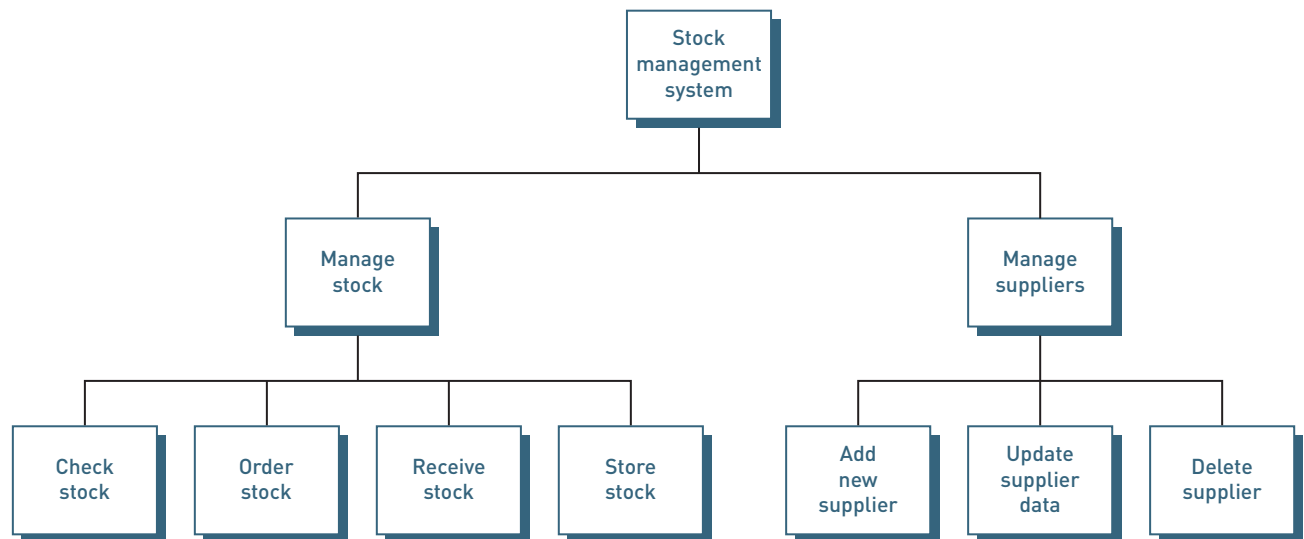 Stock
management
system
Manage
stock
Manage
suppliers
Check
stock
Order
stock
Receive
stock
Store
stock
Add
new
supplier
Update
supplier
data
Delete
supplier